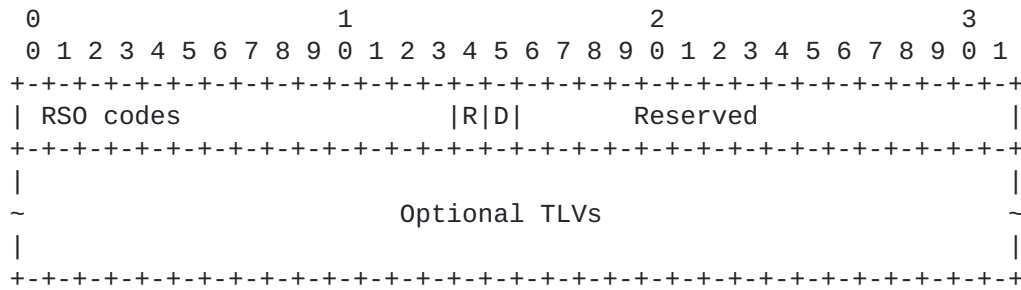 0                   1                   2                   3
 0 1 2 3 4 5 6 7 8 9 0 1 2 3 4 5 6 7 8 9 0 1 2 3 4 5 6 7 8 9 0 1
+-+-+-+-+-+-+-+-+-+-+-+-+-+-+-+-+-+-+-+-+-+-+-+-+-+-+-+-+-+-+-+-+
| RSO codes                 |R|D|       Reserved                |
+-+-+-+-+-+-+-+-+-+-+-+-+-+-+-+-+-+-+-+-+-+-+-+-+-+-+-+-+-+-+-+-+
|                                                               |
~                        Optional TLVs                          ~
|                                                               |
+-+-+-+-+-+-+-+-+-+-+-+-+-+-+-+-+-+-+-+-+-+-+-+-+-+-+-+-+-+-+-+-+